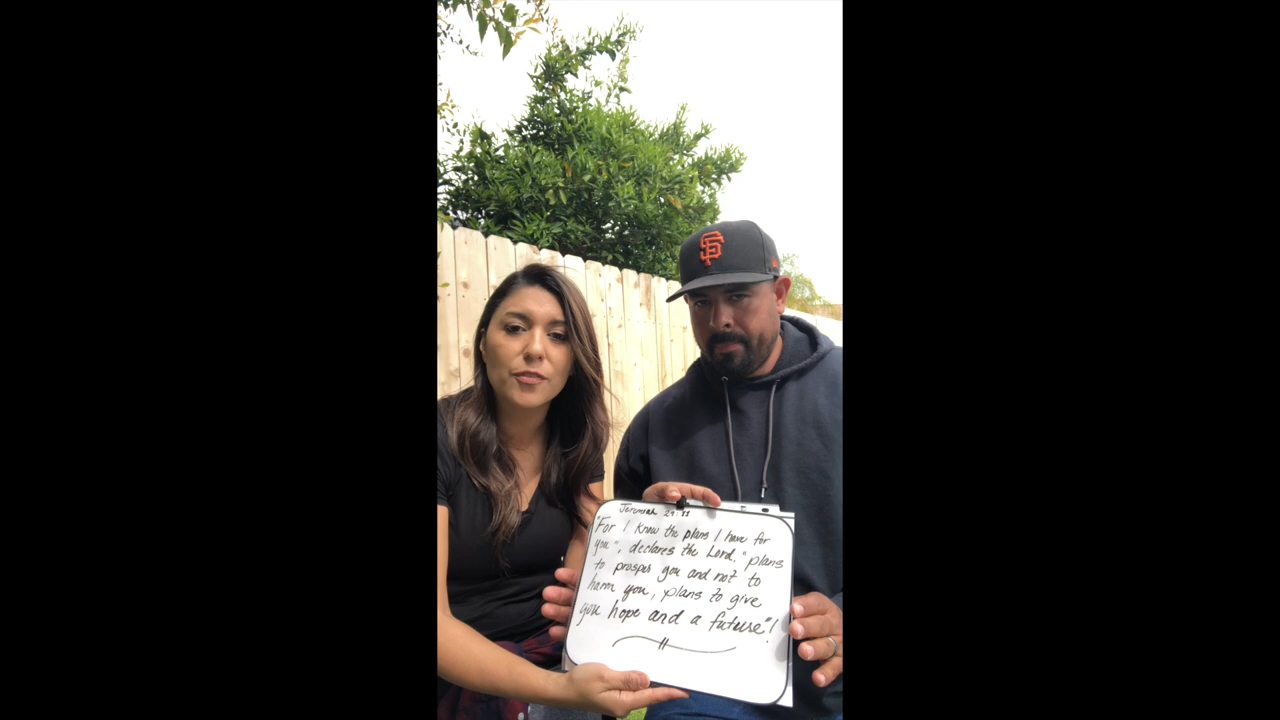 SF
Jeremiah 29:11
"For I know the plans I have for
you", declares the Lord, "plans
to prosper you and not to
harm you, plans to give
you hope and a future"!